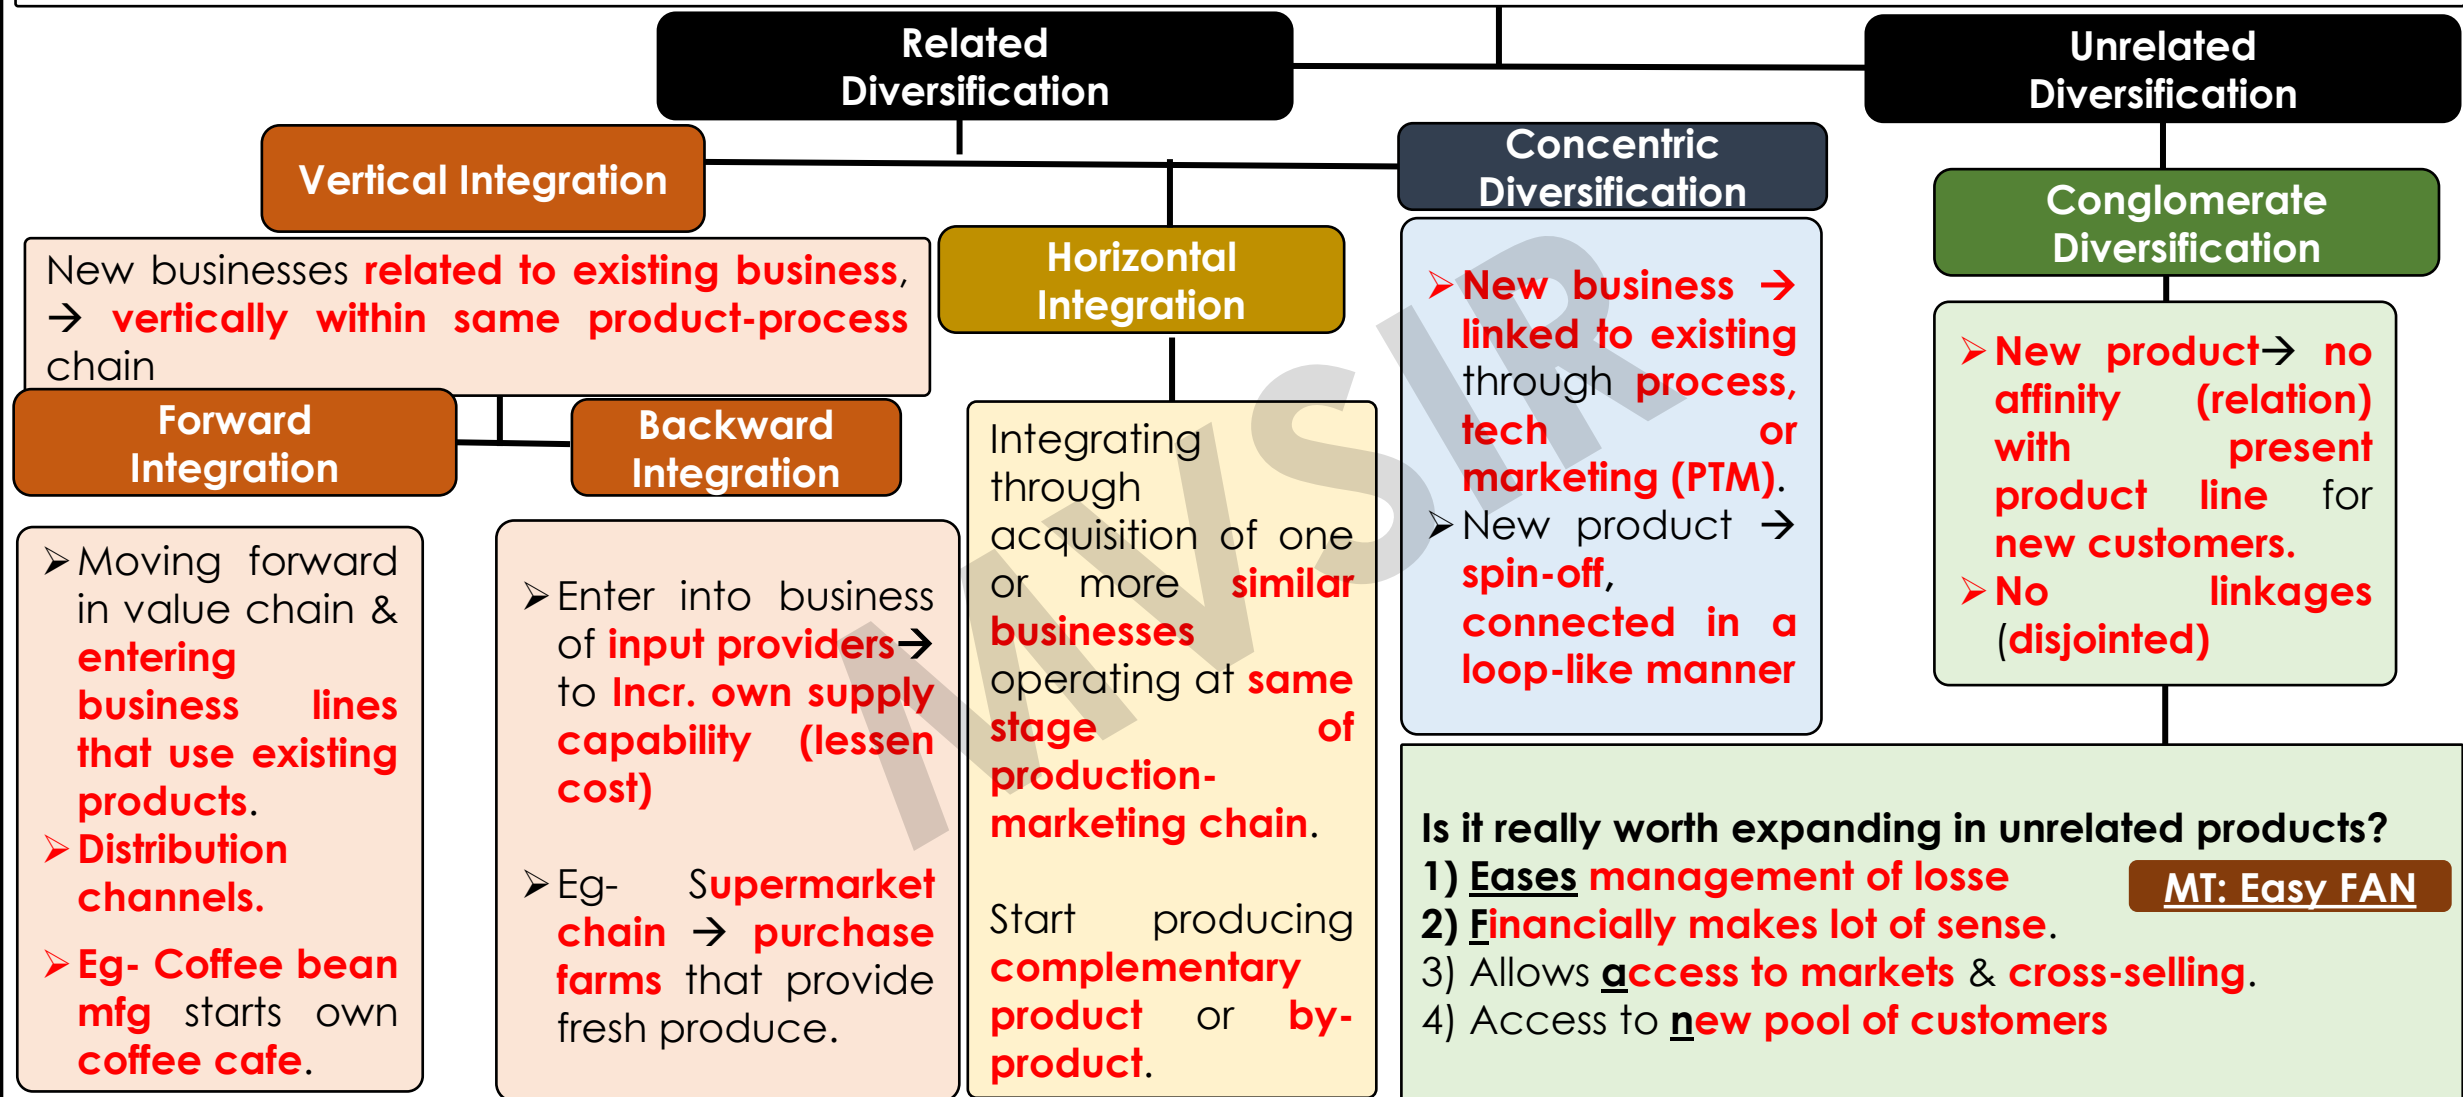 Related
Diversification
Unrelated
Diversification
Vertical Integration
Concentric
Diversification
Conglomerate
Diversification
New businesses related to existing business,
→ vertically within same product-process
chain
Horizontal
Integration
Forward
Integration
Backward
Integration
➢Moving forward
in value chain &
entering
business lines
that use existing
products.
➢Distribution
channels.
➢Eg- Coffee bean
mfg starts own
coffee cafe.
➢Enter into business
of input providers→
to Incr. own supply
capability (lessen
cost)
➢Eg- Supermarket
chain → purchase
farms that provide
fresh produce.
Integrating
through
acquisition of one
or more similar
businesses
operating at same
stage of
production-
marketing chain.
Start producing
complementary
product or by-
product.
➢New business →
linked to existing
through process,
tech or
marketing (PTM).
➢New product →
spin-off,
connected in a
loop-like manner
➢New product→ no
affinity (relation)
with present
product line for
new customers.
➢No linkages
(disjointed)
Is it really worth expanding in unrelated products?
1) Eases management of losse
2) Financially makes lot of sense.
3) Allows access to markets & cross-selling.
4) Access to new pool of customers
MT: Easy FAN
MVSIR